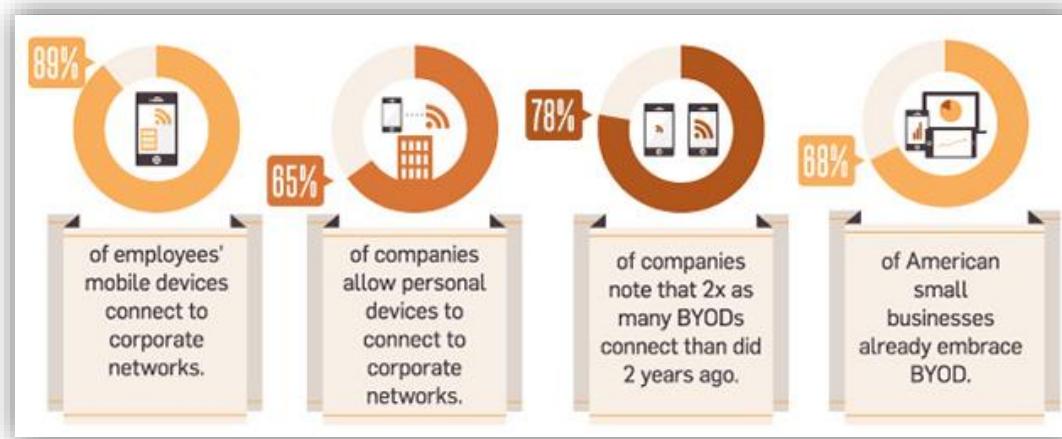 89%
of employees'
mobile devices
connect to
corporate
networks.
65%
of companies
allow personal
devices to
connect to
corporate
networks.
78%
of companies
note that 2x as
many BYODs
connect than did
2 years ago.
68%
of American
small
businesses
already embrace
BYOD.